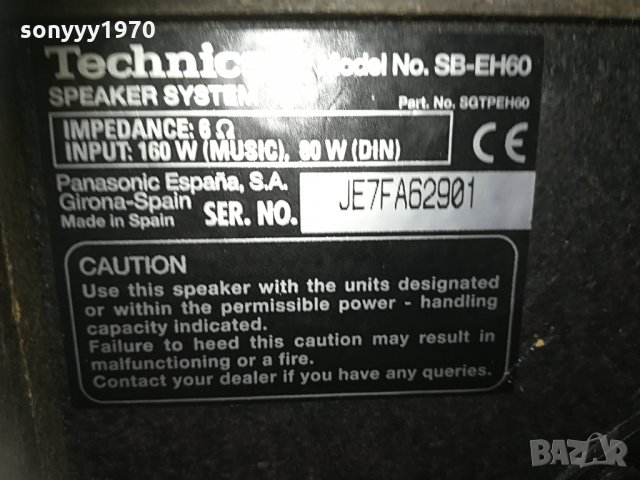 sonyyy1970
Technics Model No. SB-EH60
SPEAKER SYSTEM Part. No. SGTPEH60
IMPEDANCE: 6 Ω
INPUT: 160 W (MUSIC), 80 W (DIN)
CE
Panasonic España, S.A.
Girona-Spain
Made in Spain SER. NO. JE7FA62901
CAUTION
Use this speaker with the units designated
or within the permissible power - handling
capacity indicated.
Failure to heed this caution may result in
malfunctioning or a fire.
Contact your dealer if you have any queries.
BAZAR